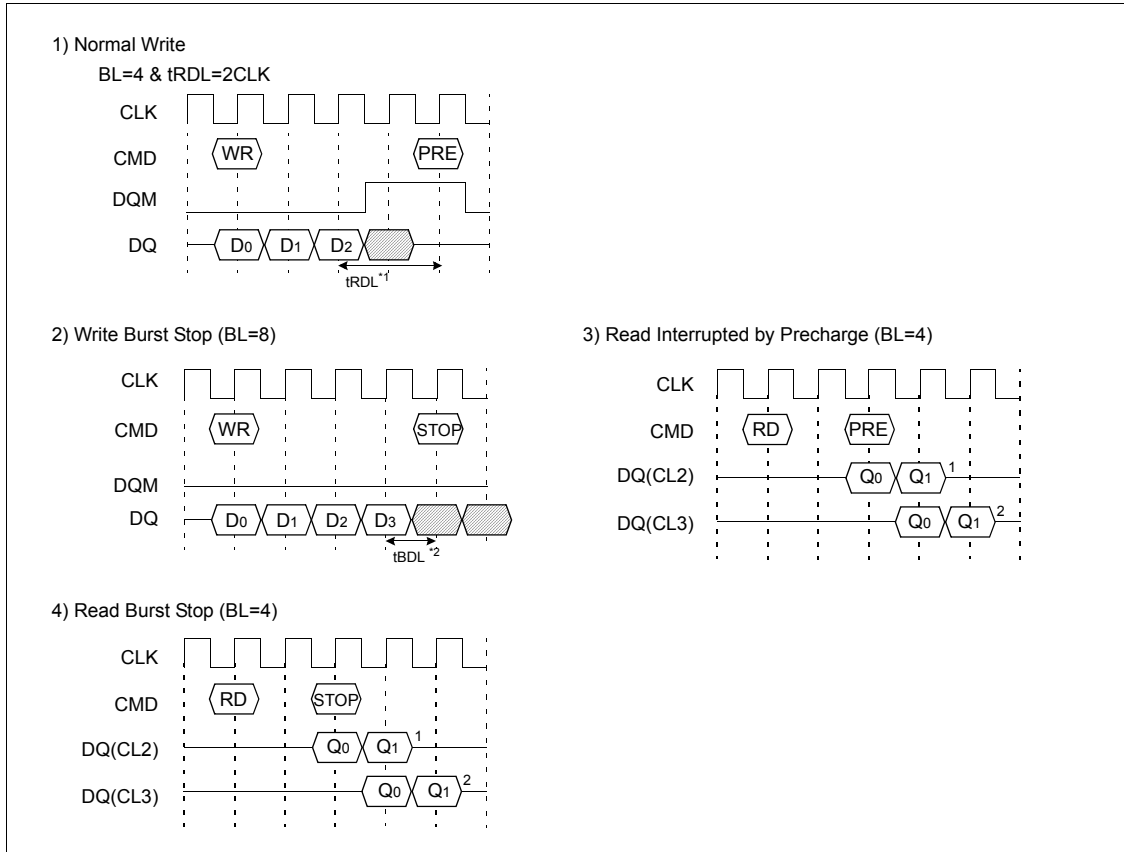 1) Normal Write
BL=4 & tRDL=2CLK
CLK
CMD
WR
PRE
DQM
DQ
D0
D1
D2
tRDL*1
2) Write Burst Stop (BL=8)
CLK
CMD
WR
STOP
DQM
DQ
D0
D1
D2
D3
tBDL *2
3) Read Interrupted by Precharge (BL=4)
CLK
CMD
RD
PRE
DQ(CL2)
Q0
Q1
1
DQ(CL3)
Q0
Q1
2
4) Read Burst Stop (BL=4)
CLK
CMD
RD
STOP
DQ(CL2)
Q0
Q1
1
DQ(CL3)
Q0
Q1
2